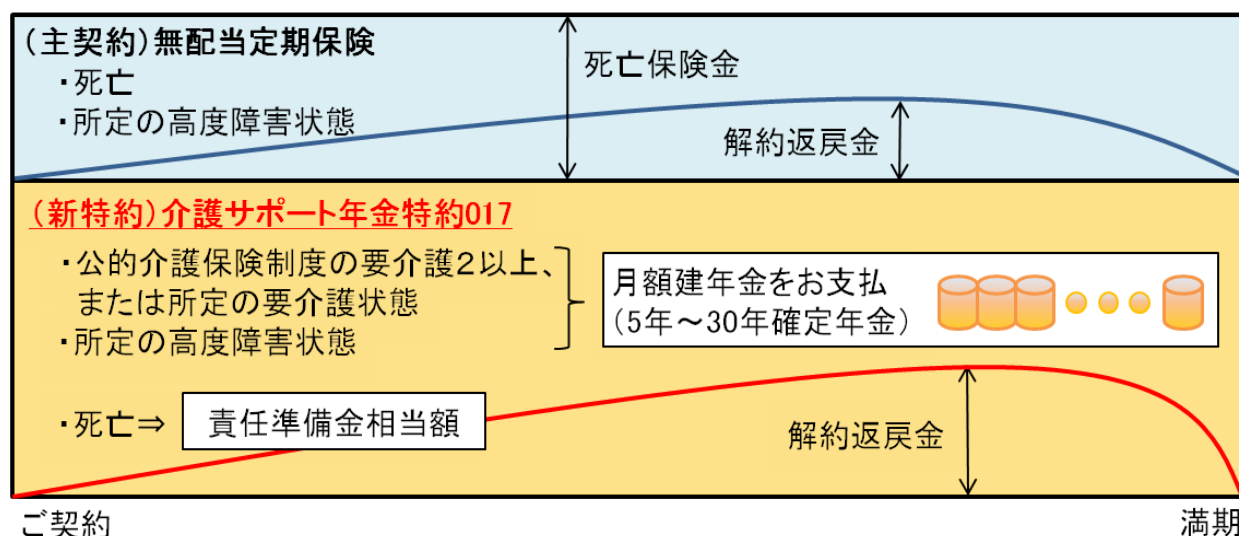 (主契約)無配当定期保険
・死亡
・所定の高度障害状態
死亡保険金
解約返戻金
(新特約)介護サポート年金特約017
・公的介護保険制度の要介護2以上、
または所定の要介護状態
・所定の高度障害状態
月額建年金をお支払
(5年~30年確定年金)
・死亡⇒ 責任準備金相当額
解約返戻金
ご契約
満期